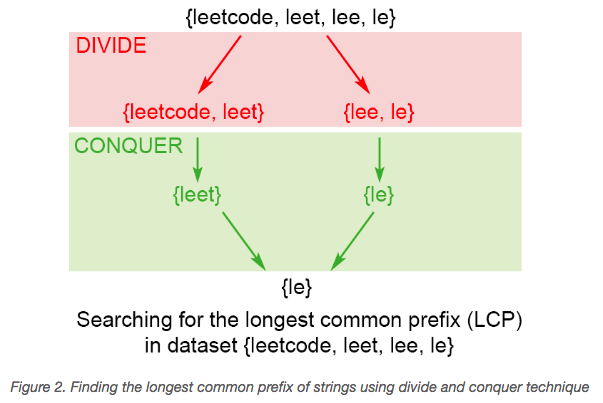 {leetcode, leet, lee, le}
DIVIDE
{leetcode, leet} {lee, le}
CONQUER
{leet} {le}
{le}
Searching for the longest common prefix (LCP)
in dataset {leetcode, leet, lee, le}
Figure 2. Finding the longest common prefix of strings using divide and conquer technique